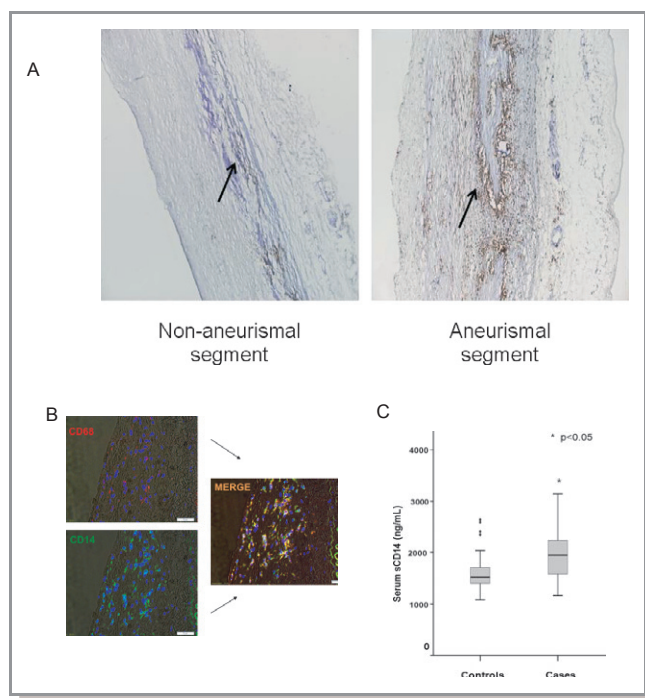 A
Non-aneurismal
segment
Aneurismal
segment
B
CD65
CD14
MERGE
C
* p<0.05
*
4000
3000
2000
1000
0
Serum sCD14 (ng/mL)
Controls
Cases